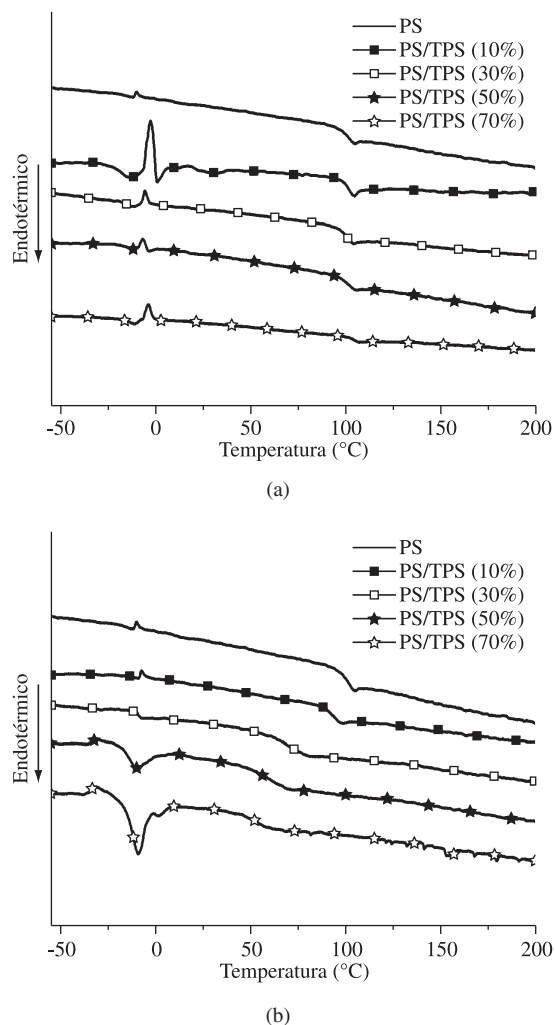 PS
PS/TPS (10%)
PS/TPS (30%)
PS/TPS (50%)
PS/TPS (70%)
Endotérmico
-50 0 50 100 150 200
Temperatura (°C)
(a)
PS
PS/TPS (10%)
PS/TPS (30%)
PS/TPS (50%)
PS/TPS (70%)
Endotérmico
-50 0 50 100 150 200
Temperatura (°C)
(b)